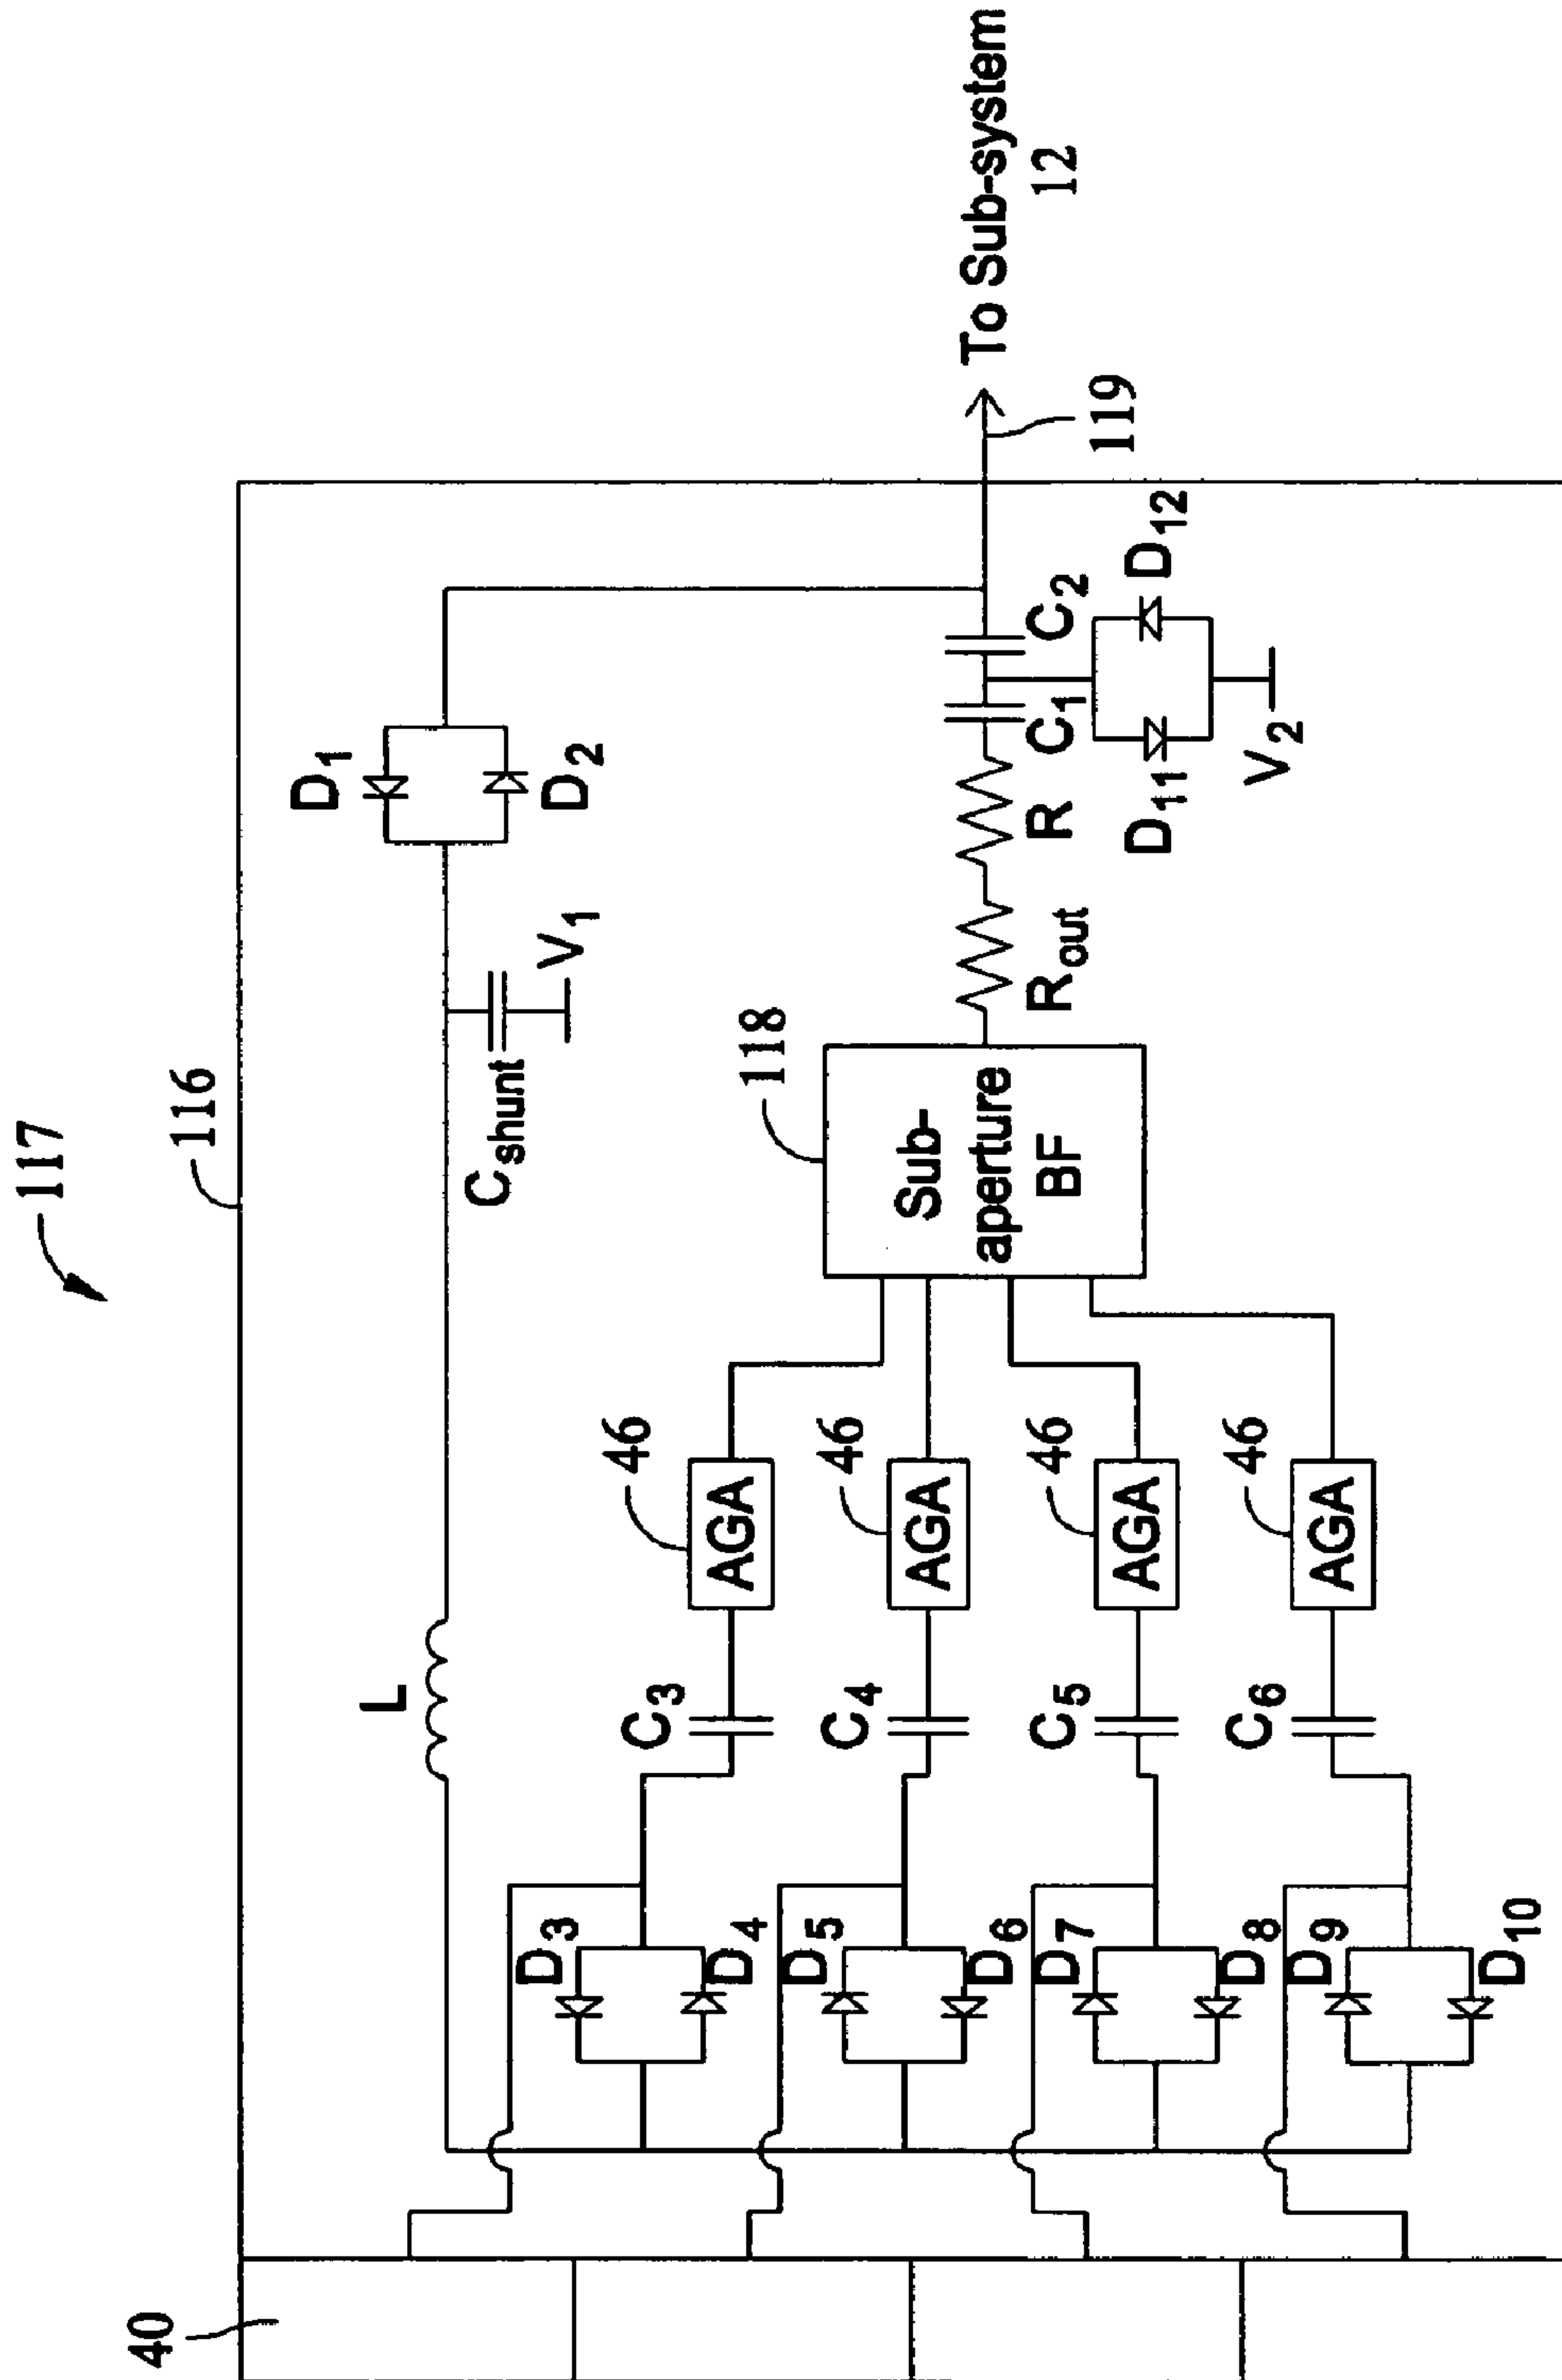 117
116
40
L
C shunt
V1
D1
D2
118
Sub-
aperture
BF
Rout
R
C1
C2
D11
D12
V2
119
To Sub-system
12
46
AGA
C3
D3
D4
46
AGA
C4
D5
D6
46
AGA
C5
D7
D8
46
AGA
C6
D9
D10